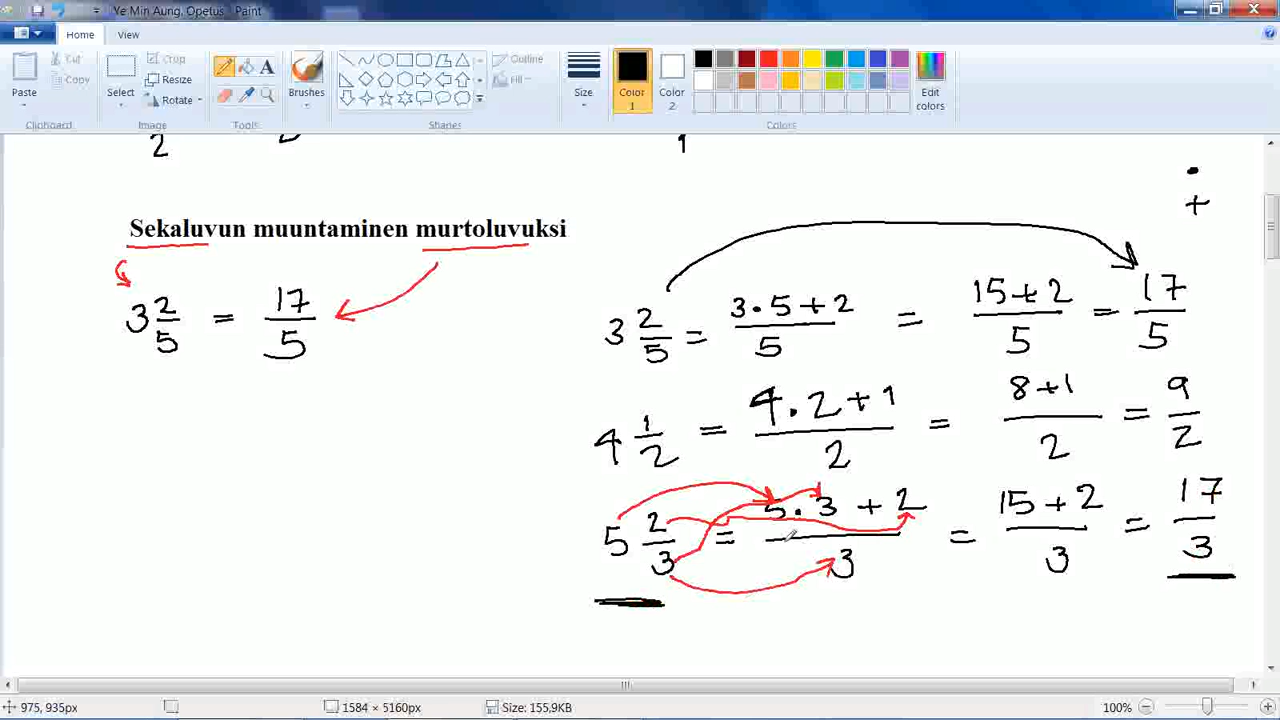 Ye Min Aung, Opetus - Paint
Home View
Paste Cut Copy Clipboard
Select Crop Resize Rotate Image
A Tools
Brushes
Outline Fill Shapes
Size
Color 1
Color 2
Edit colors
Colors
2 1
•
+
Sekaluvun muuntaminen murtoluvuksi
3 2/5 = 17/5
3 2/5 = 3·5+2/5 = 15+2/5 = 17/5
4 1/2 = 4·2+1/2 = 8+1/2 = 9/2
5 2/3 = 5·3+2/3 = 15+2/3 = 17/3
975, 935px 1584 × 5160px Size: 155,9KB 100%